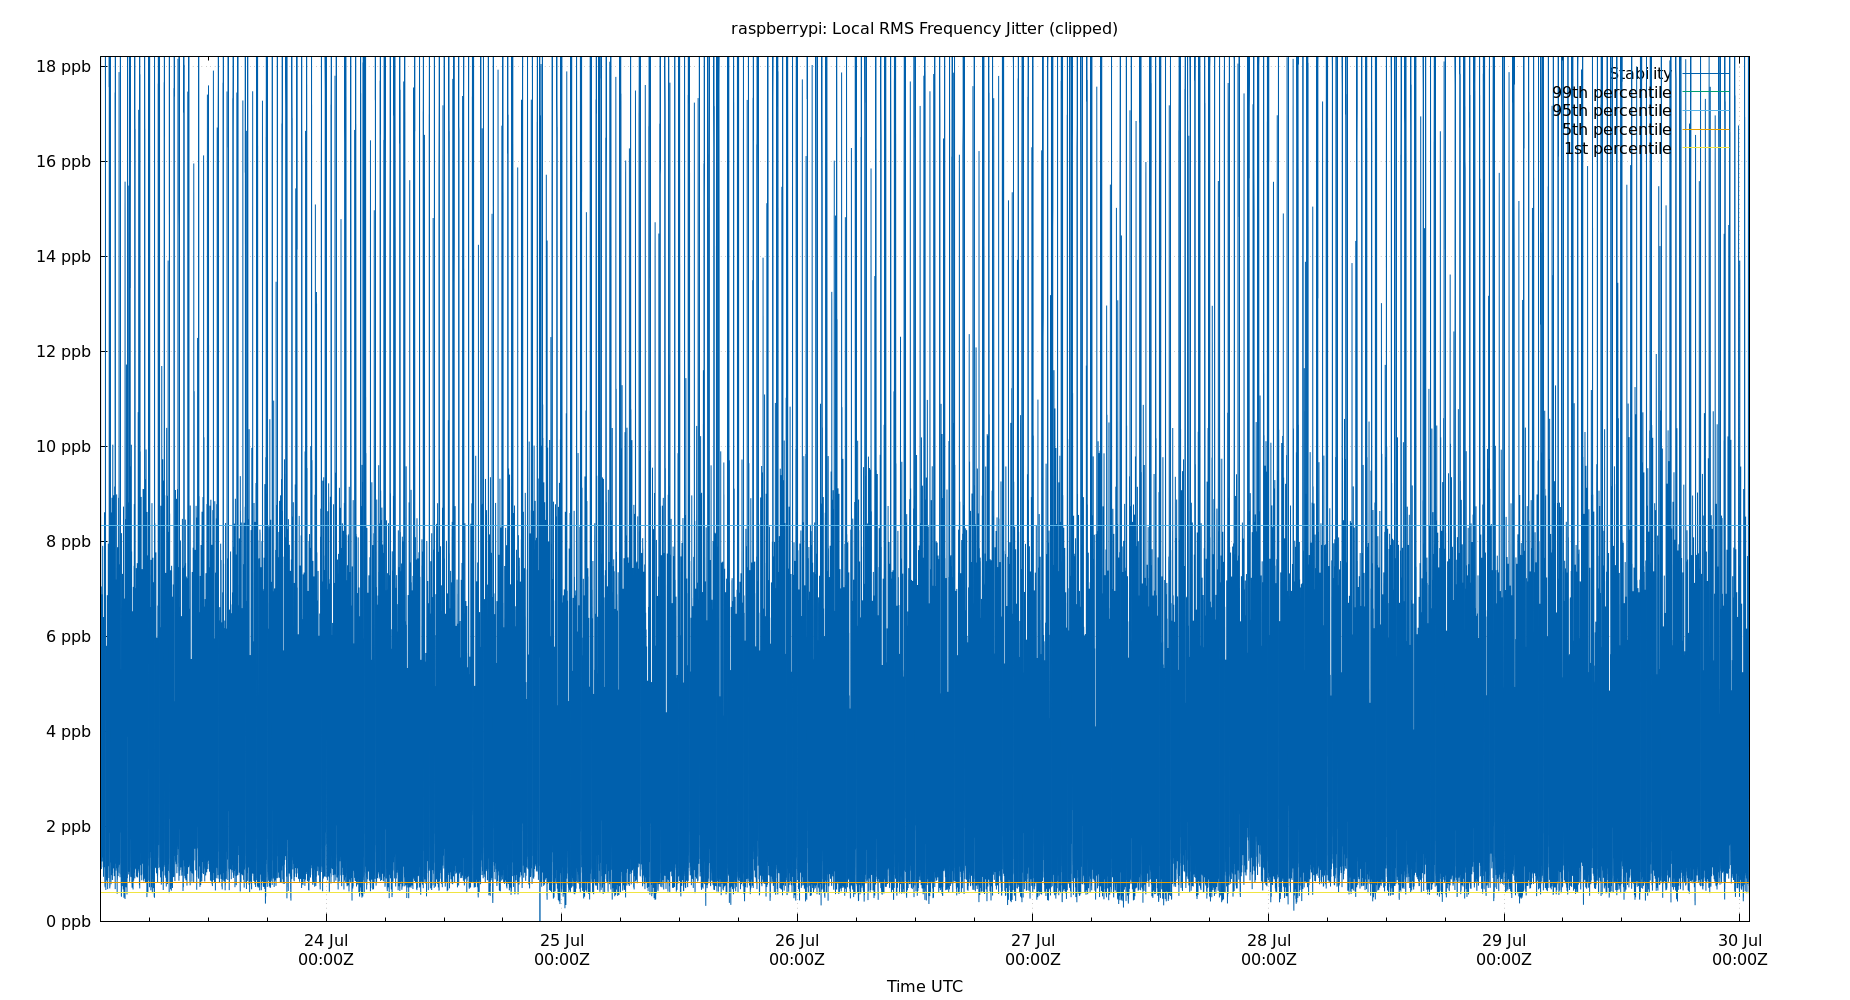 raspberrypi: Local RMS Frequency Jitter (clipped)
18 ppb
16 ppb
14 ppb
12 ppb
10 ppb
8 ppb
6 ppb
4 ppb
2 ppb
0 ppb
Stability
99th percentile
95th percentile
5th percentile
1st percentile
24 Jul
00:00Z
25 Jul
00:00Z
26 Jul
00:00Z
27 Jul
00:00Z
28 Jul
00:00Z
29 Jul
00:00Z
30 Jul
00:00Z
Time UTC